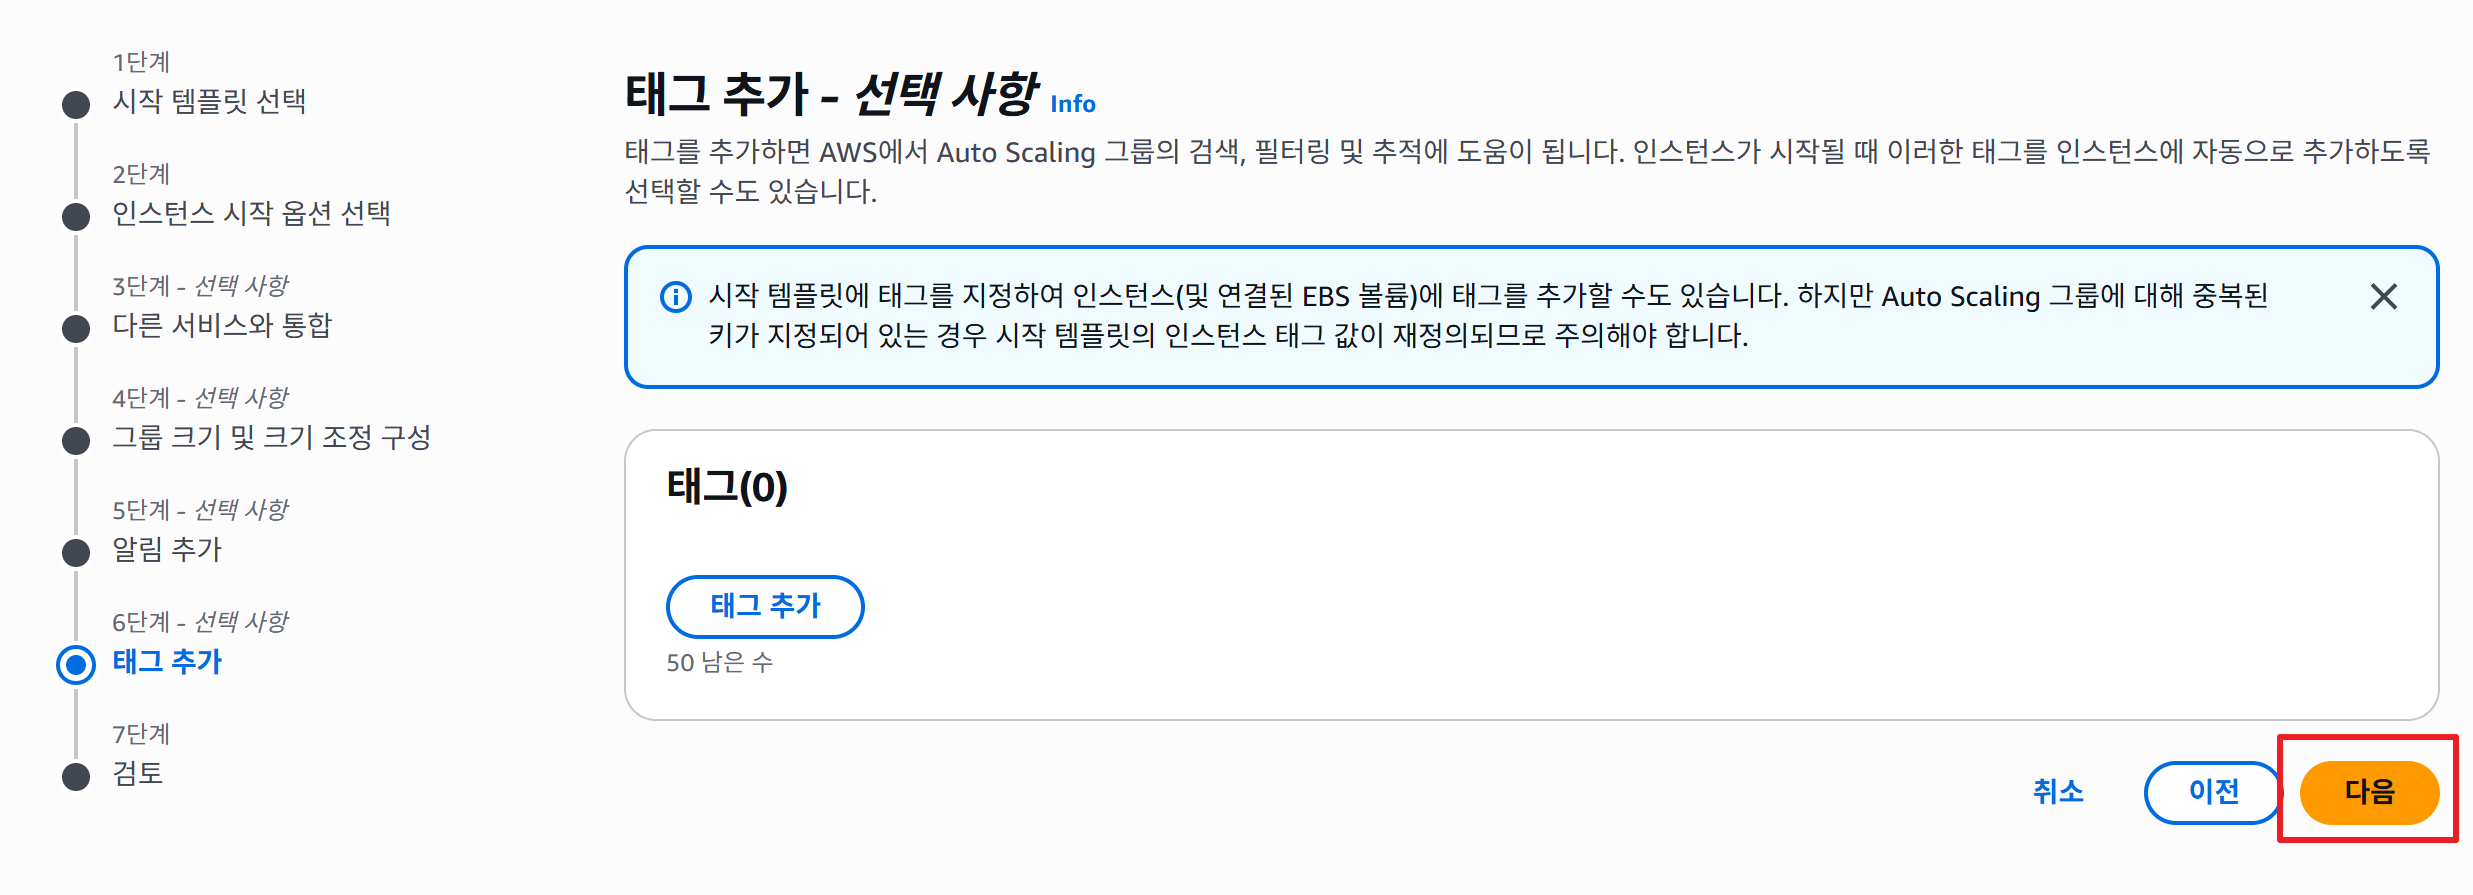 1단계
시작 템플릿 선택
2단계
인스턴스 시작 옵션 선택
3단계 - 선택 사항
다른 서비스와 통합
4단계 - 선택 사항
그룹 크기 및 크기 조정 구성
5단계 - 선택 사항
알림 추가
6단계 - 선택 사항
태그 추가
7단계
검토
태그 추가 - 선택 사항 Info
태그를 추가하면 AWS에서 Auto Scaling 그룹의 검색, 필터링 및 추적에 도움이 됩니다. 인스턴스가 시작될 때 이러한 태그를 인스턴스에 자동으로 추가하도록
선택할 수도 있습니다.
시작 템플릿에 태그를 지정하여 인스턴스(및 연결된 EBS 볼륨)에 태그를 추가할 수도 있습니다. 하지만 Auto Scaling 그룹에 대해 중복된
키가 지정되어 있는 경우 시작 템플릿의 인스턴스 태그 값이 재정의되므로 주의해야 합니다.
태그(0)
태그 추가
50 남은 수
취소
이전
다음